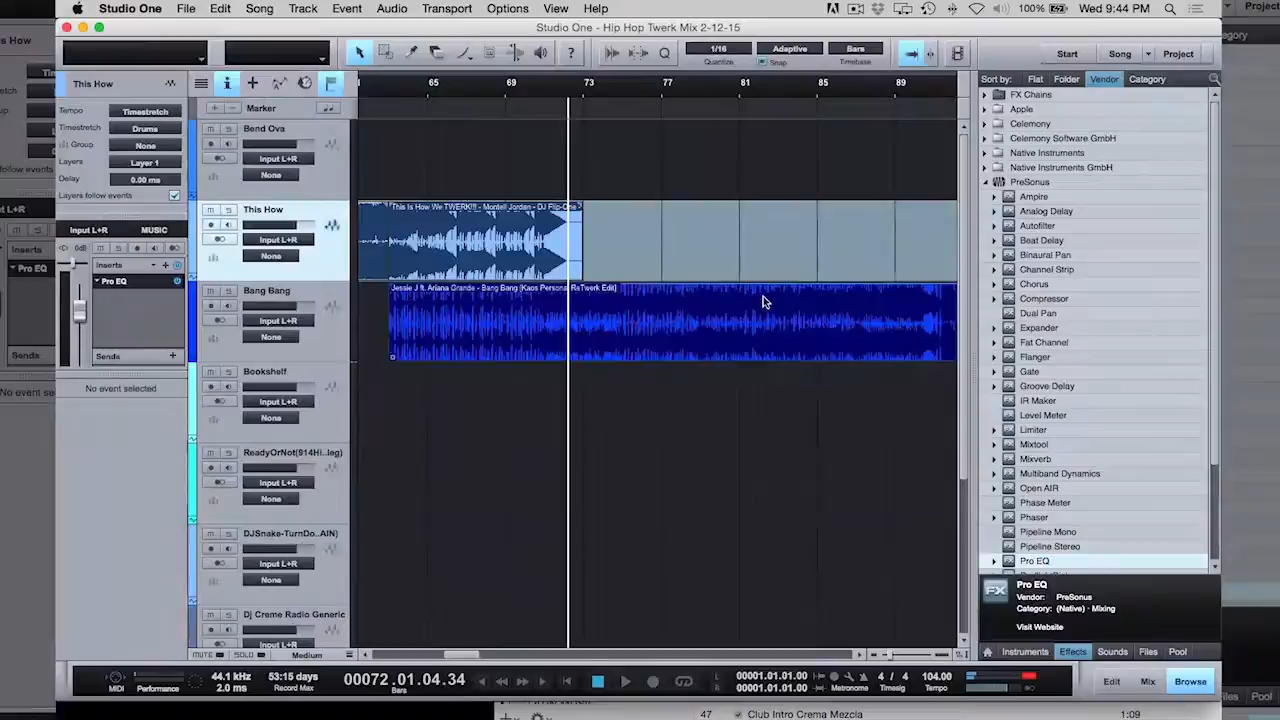 Studio One File Edit Song Track Event Audio Transport Options View Help 100% Wed 9:44 PM
Studio One - Hip Hop Twerk Mix 2-12-15
1/16 Adaptive Bars
Quantize Snap Timebase
Start Song Project
This How
65 69 73 77 81 85 89
Sort by: Flat Folder Vendor Category
Tempo Timestretch
Timestretch Drums
Group None
Layers Layer 1
Delay 0.00 ms
Layers follow events
Input L+R MUSIC
0dB
Inserts
Pro EQ
Sends
No event selected
Marker
Bend Ova
Input L+R
None
This How
Input L+R
None
Bang Bang
Input L+R
None
Bookshelf
Input L+R
None
ReadyOrNot(914Hi..leg)
Input L+R
None
DJSnake-TurnDo..AIN)
Input L+R
None
Dj Creme Radio Generic
Input L+R
MUTE SOLO Medium
This Is How We TWERK!!! - Montell Jordan - DJ Flip-One
Jessie J ft. Ariana Grande - Bang Bang [Kaos Personal ReTwerk Edit]
FX Chains
Apple
Celemony
Celemony Software GmbH
Native Instruments
Native Instruments GmbH
PreSonus
Ampire
Analog Delay
Autofilter
Beat Delay
Binaural Pan
Channel Strip
Chorus
Compressor
Dual Pan
Expander
Fat Channel
Flanger
Gate
Groove Delay
IR Maker
Level Meter
Limiter
Mixtool
Mixverb
Multiband Dynamics
Open AIR
Phase Meter
Phaser
Pipeline Mono
Pipeline Stereo
Pro EQ
FX
Pro EQ
Vendor: PreSonus
Category: (Native) - Mixing
Visit Website
Instruments Effects Sounds Files Pool
MIDI Performance
44.1 kHz
2.0 ms
53:15 days
Record Max
00072.01.04.34
Bars
L 00001.01.01.00
R 00001.01.01.00
Metronome
4 / 4
Timesig
104.00
Tempo
Edit Mix Browse
47 Club Intro Crema Mezcla 1:09